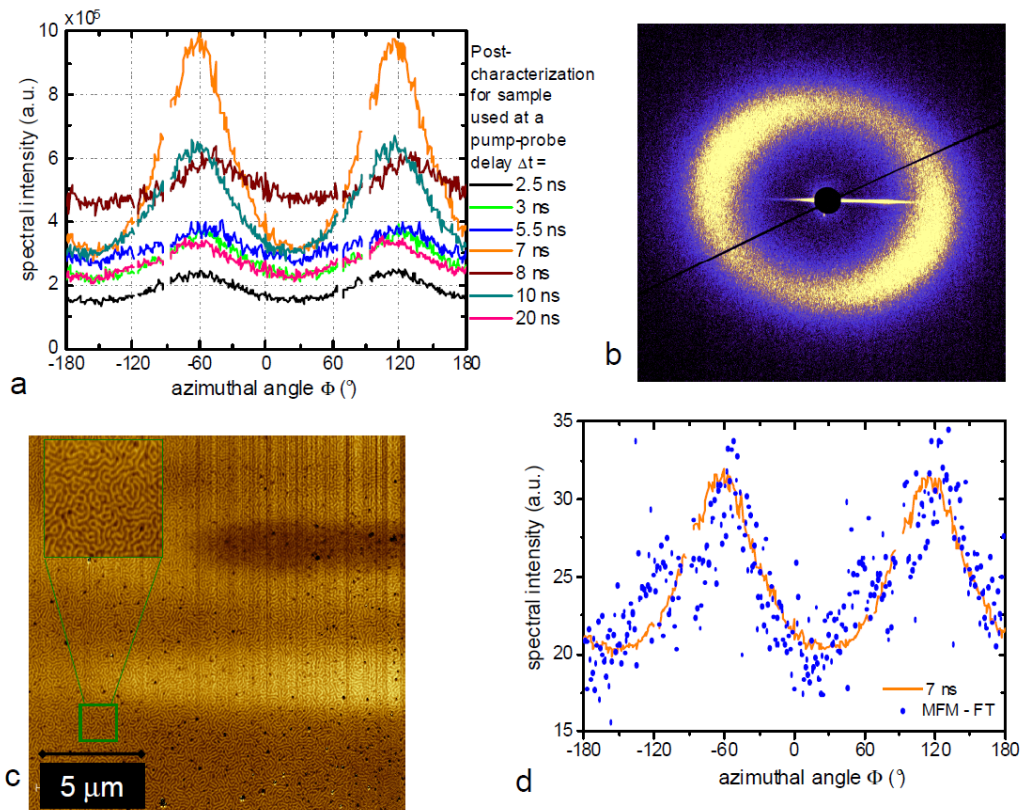 ×10⁵
10
8
6
4
2
0
spectral intensity (a.u.)
-180 -120 -60 0 60 120 180
azimuthal angle Φ (°)
a
Post-
characterization
for sample
used at a
pump-probe
delay Δt =
2.5 ns
3 ns
5.5 ns
7 ns
8 ns
10 ns
20 ns
b
5 μm
c
35
30
25
20
15
spectral intensity (a.u.)
7 ns
MFM - FT
-180 -120 -60 0 60 120 180
azimuthal angle Φ (°)
d